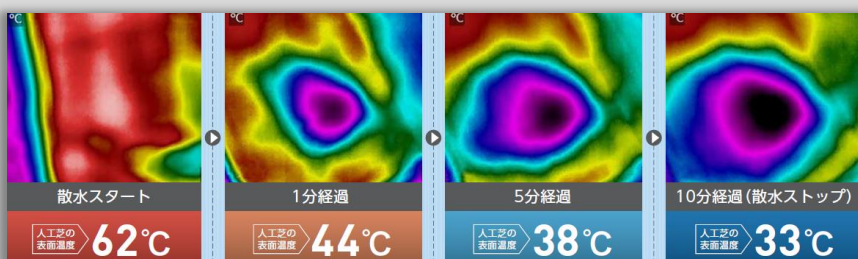 ℃
℃
℃
℃
散水スタート
1分経過
5分経過
10分経過(散水ストップ)
人工芝の
表面温度
62℃
人工芝の
表面温度
44℃
人工芝の
表面温度
38℃
人工芝の
表面温度
33℃